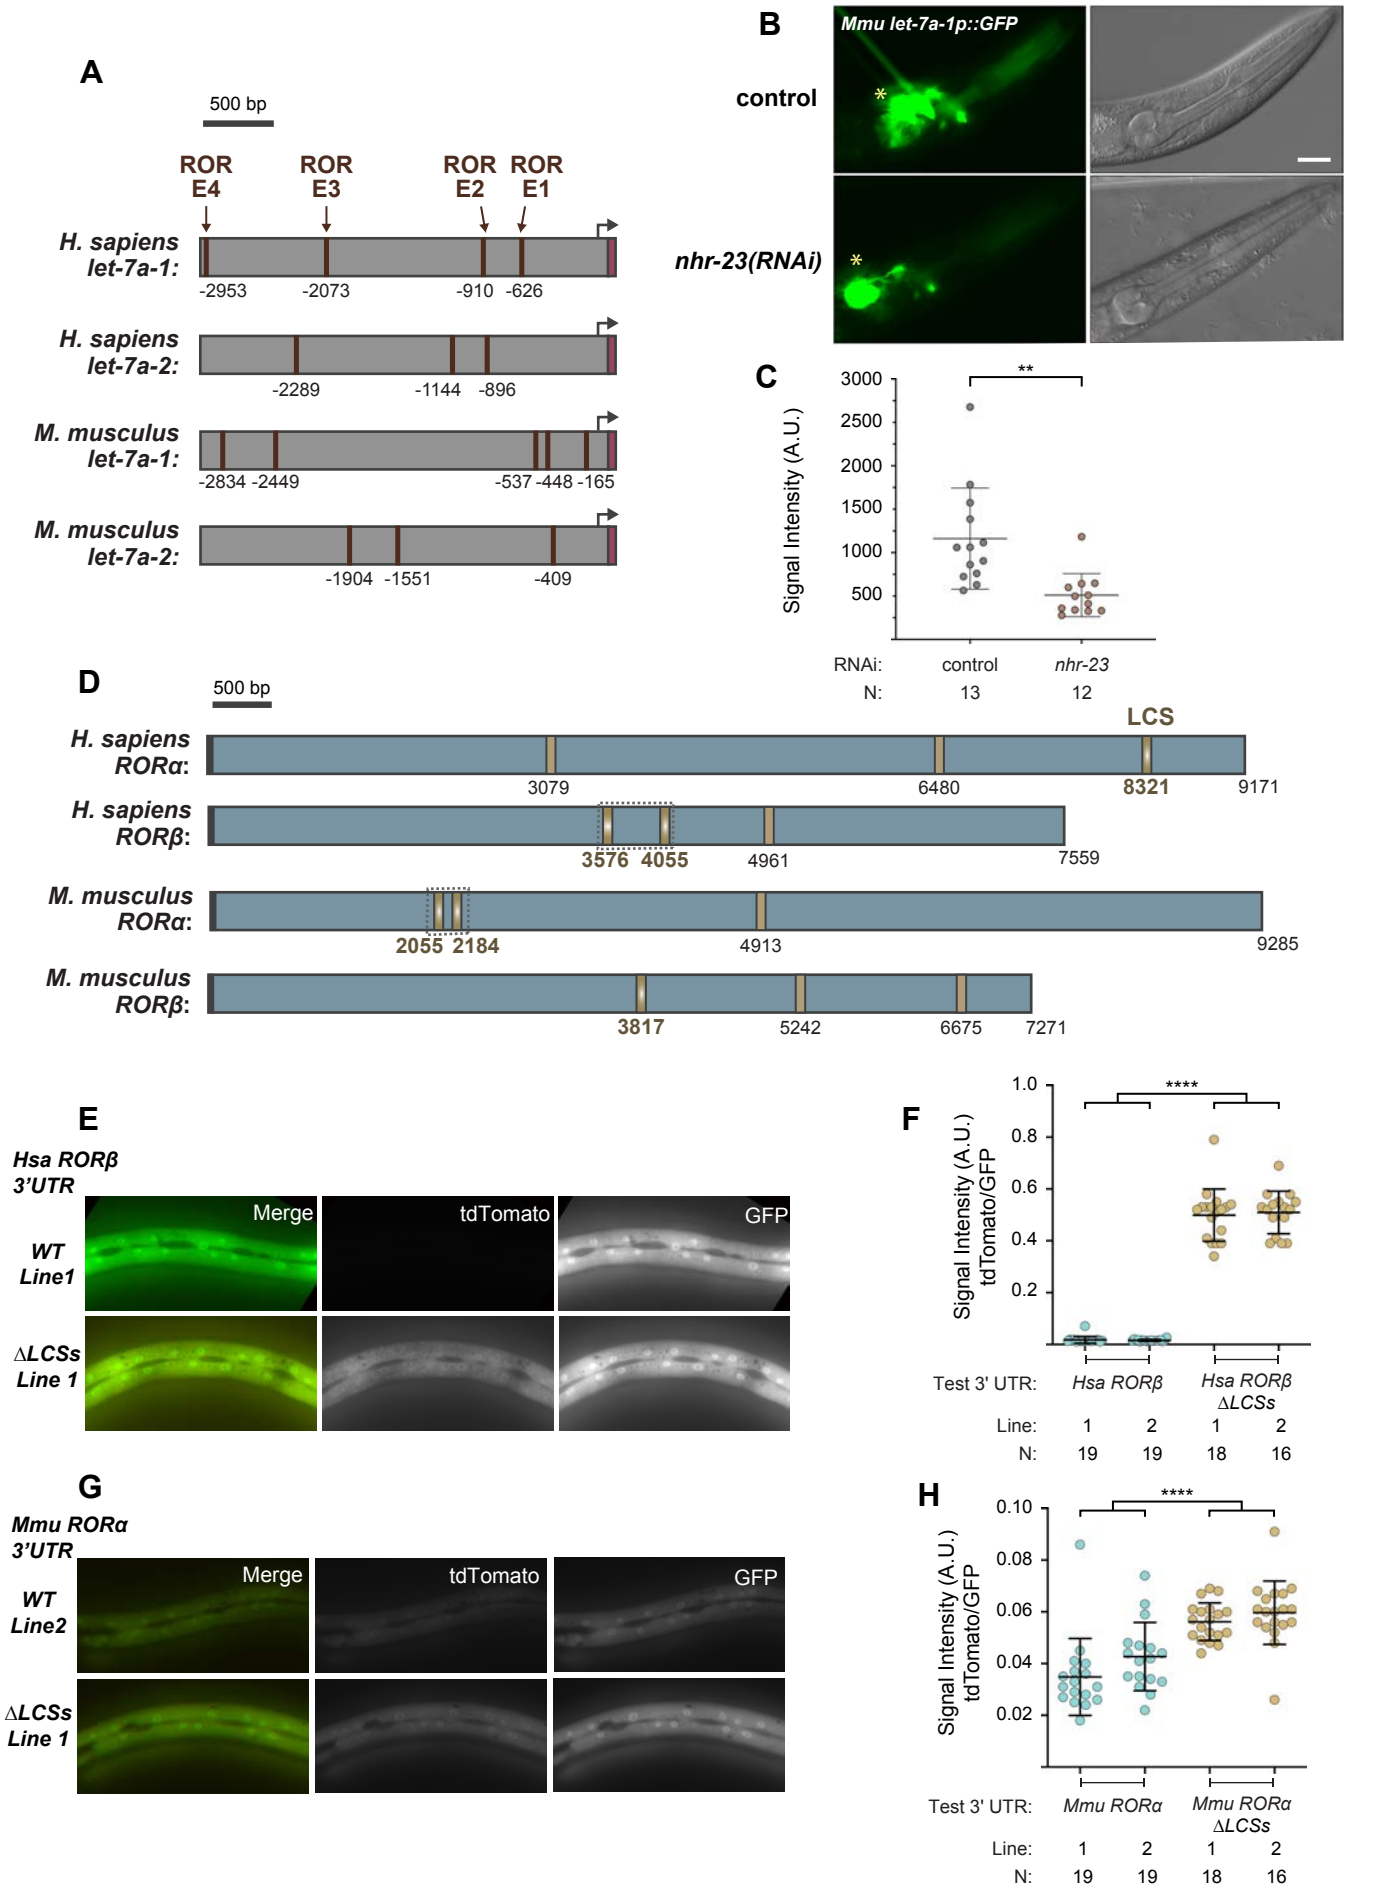 A
500 bp
ROR E4
ROR E3
ROR E2
ROR E1
H. sapiens
let-7a-1:
-2953
-2073
-910
-626
H. sapiens
let-7a-2:
-2289
-1144
-896
M. musculus
let-7a-1:
-2834
-2449
-537
-448
-165
M. musculus
let-7a-2:
-1904
-1551
-409
B
Mmu let-7a-1p::GFP
control
*
nhr-23(RNAi)
*
C
Signal Intensity (A.U.)
3000
2500
2000
1500
1000
500
**
RNAi: control nhr-23
N: 13 12
D
500 bp
LCS
H. sapiens
RORα:
3079
6480
8321
9171
H. sapiens
RORβ:
3576
4055
4961
7559
M. musculus
RORα:
2055
2184
4913
9285
M. musculus
RORβ:
3817
5242
6675
7271
E
Hsa RORβ
3'UTR
Merge
tdTomato
GFP
WT
Line1
ΔLCSs
Line 1
F
Signal Intensity (A.U.)
tdTomato/GFP
1.0
0.8
0.6
0.4
0.2
****
Test 3' UTR: Hsa RORβ Hsa RORβ
ΔLCSs
Line: 1 2 1 2
N: 19 19 18 16
G
Mmu RORα
3'UTR
Merge
tdTomato
GFP
WT
Line2
ΔLCSs
Line 1
H
Signal Intensity (A.U.)
tdTomato/GFP
0.10
0.08
0.06
0.04
0.02
****
Test 3' UTR: Mmu RORα Mmu RORα
ΔLCSs
Line: 1 2 1 2
N: 19 19 18 16